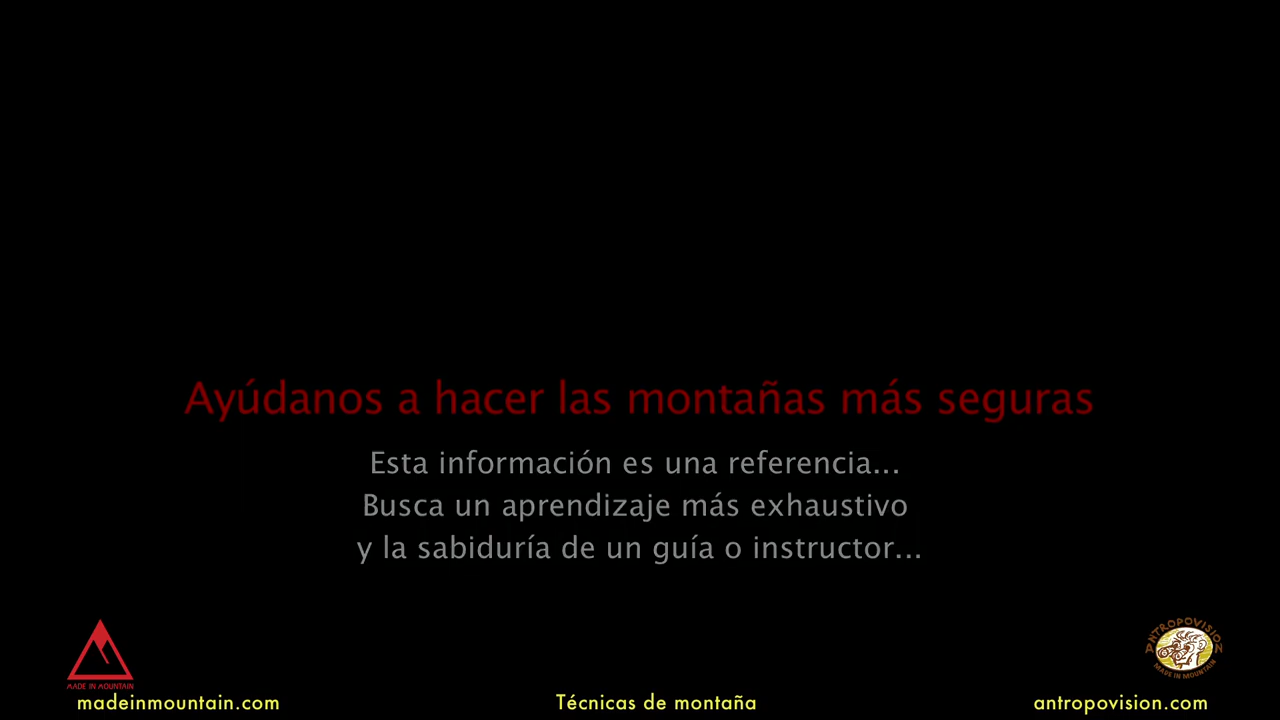 Ayúdanos a hacer las montañas más seguras
Esta información es una referencia...
Busca un aprendizaje más exhaustivo
y la sabiduría de un guía o instructor...
MADE IN MOUNTAIN
ANTROPOVISION
MADE IN MOUNTAIN
madeinmountain.com
Técnicas de montaña
antropovision.com